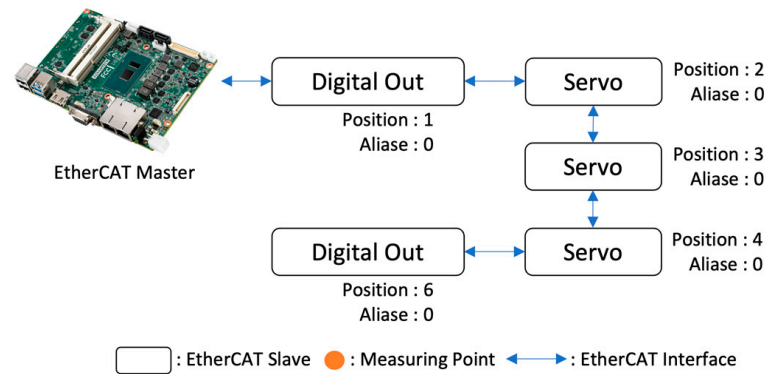 Digital Out
Servo
Position : 2
Aliase : 0
Position : 1
Aliase : 0
EtherCAT Master
Servo
Position : 3
Aliase : 0
Digital Out
Servo
Position : 4
Aliase : 0
Position : 6
Aliase : 0
: EtherCAT Slave
: Measuring Point
: EtherCAT Interface